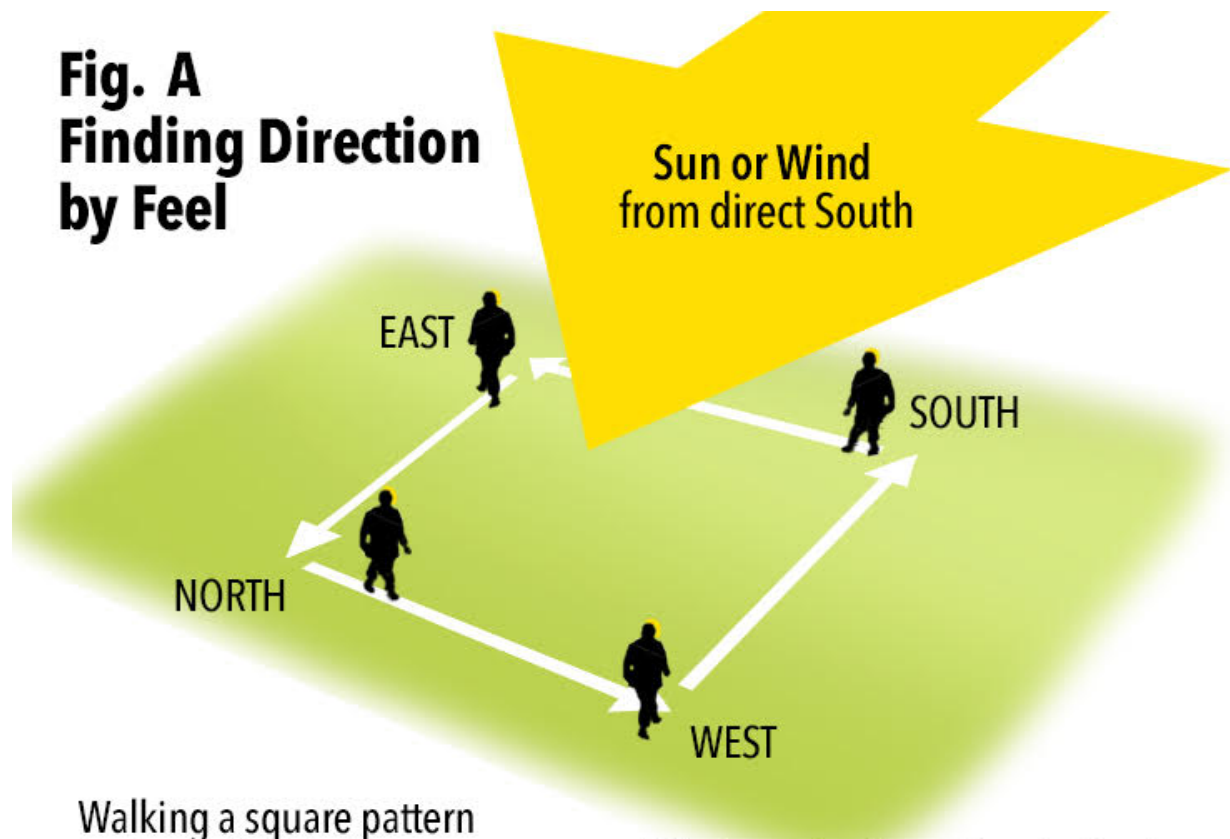 Fig. A
Finding Direction
by Feel
Sun or Wind
from direct South
EAST
SOUTH
NORTH
WEST
Walking a square pattern